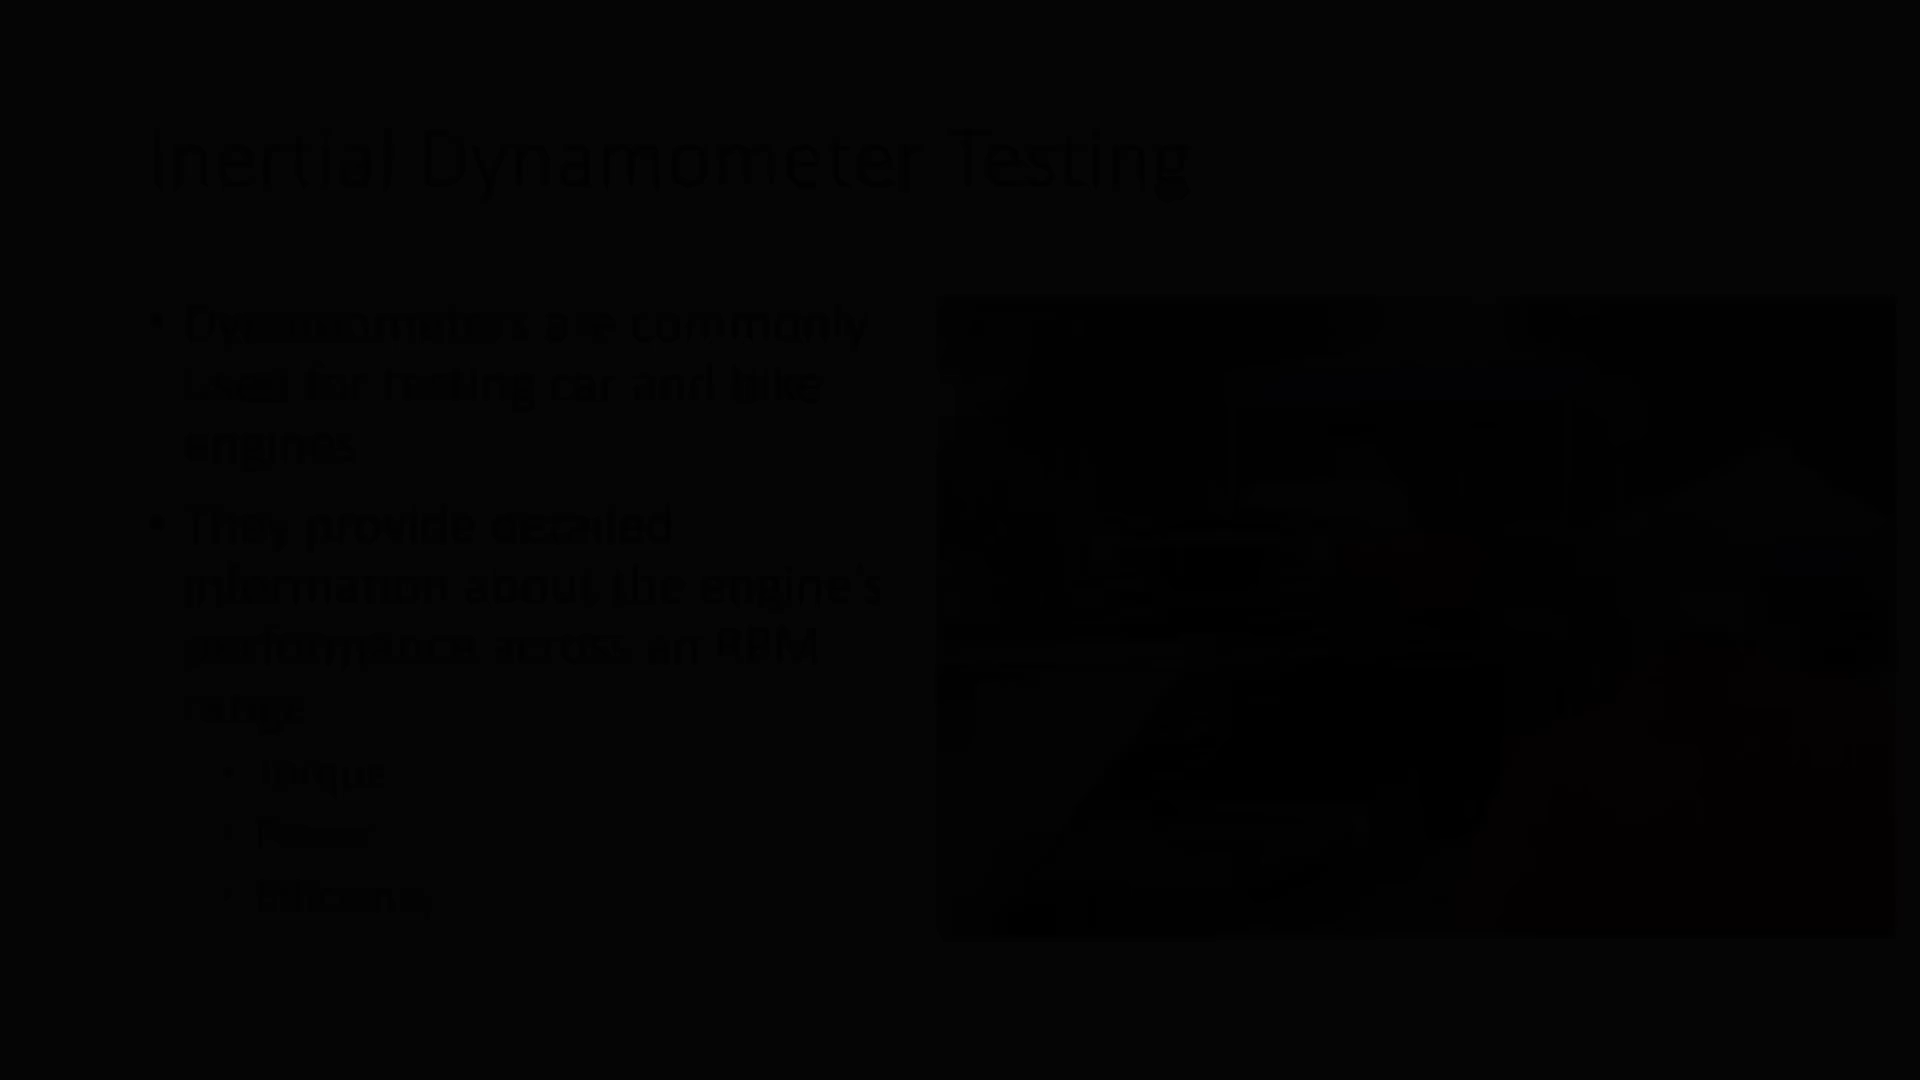 Inertial Dynamometer Testing
• Dynamometers are commonly
used for testing car and bike
engines
• They provide detailed
information about the engine's
performance across an RPM
range
• Torque
• Power
• Efficiency